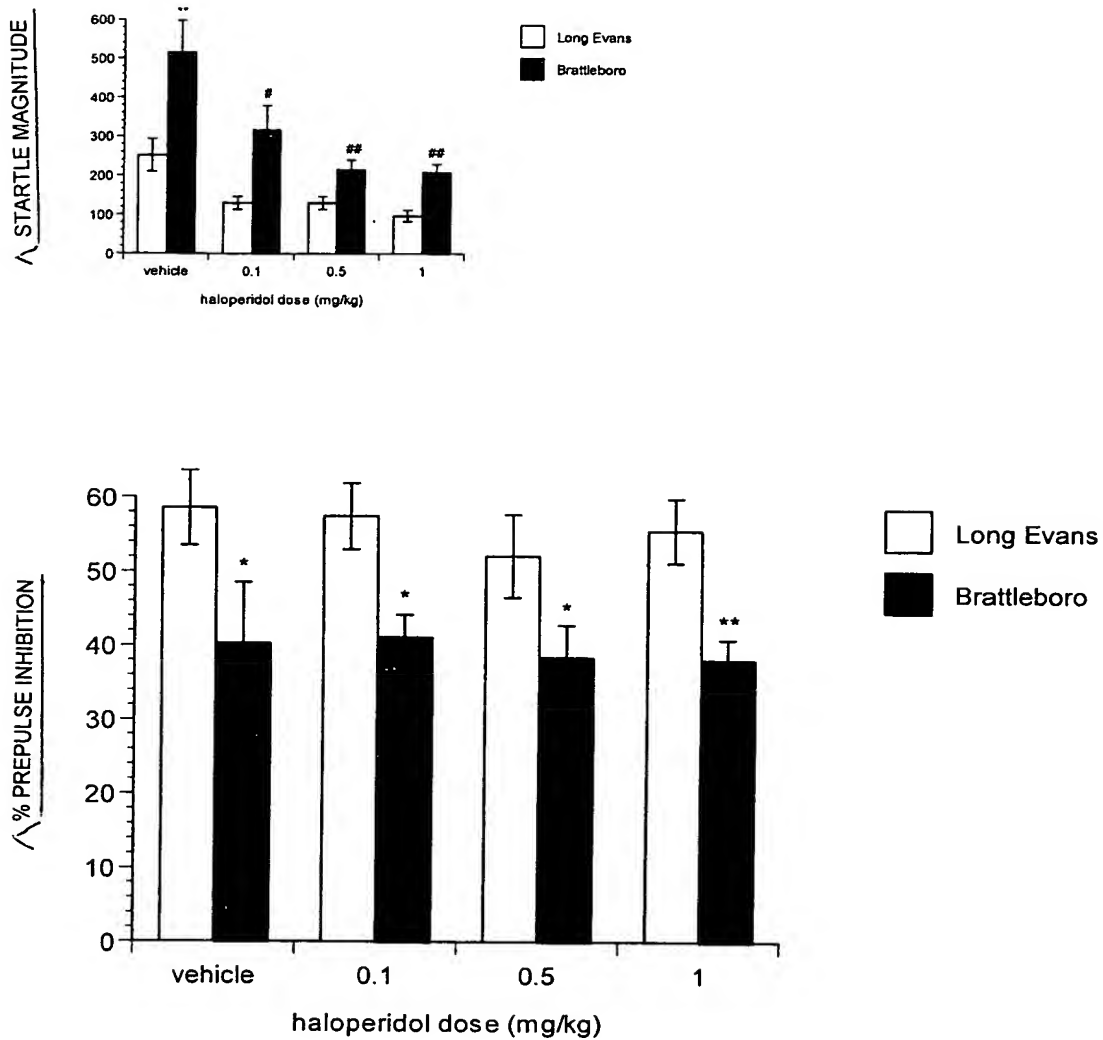 STARTLE MAGNITUDE
600
500
400
300
200
100
0
**
#
##
##
vehicle 0.1 0.5 1
haloperidol dose (mg/kg)
Long Evans
Brattleboro
% PREPULSE INHIBITION
60
50
40
30
20
10
0
*
*
*
**
vehicle 0.1 0.5 1
haloperidol dose (mg/kg)
Long Evans
Brattleboro